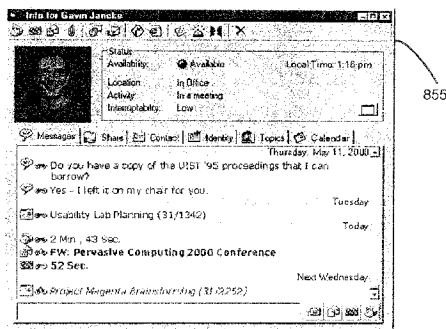 Info for Gavin Jancke
Status
Availability: Available Local Time: 1:16 pm
Location: In Office
Activity: In a meeting
Interruptability: Low
855
Messages Share Contact Identity Topics Calendar
Thursday, May 11, 2000
Do you have a copy of the UIST '95 proceedings that I can
borrow?
Yes - I left it on my chair for you.
Tuesday
Usability Lab Planning (31/1342)
Today
2 Min, 43 Sec.
FW: Pervasive Computing 2000 Conference
52 Sec.
Next Wednesday
Project Magenta Brainstorming (31/3252)